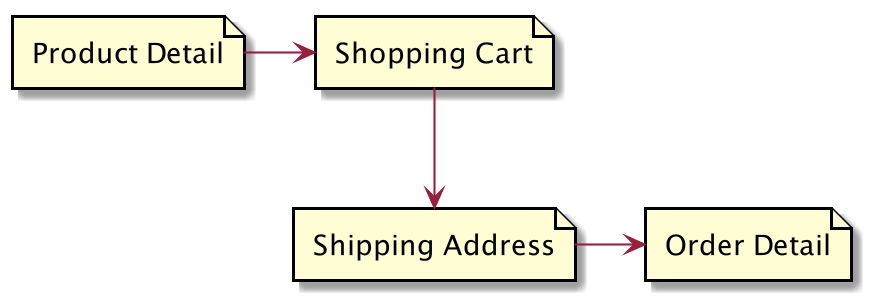 Product Detail
Shopping Cart
Shipping Address
Order Detail